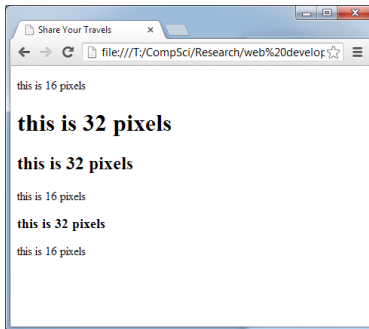 Share Your Travels
file:///T:/CompSci/Research/web%20develop
this is 16 pixels
this is 32 pixels
this is 32 pixels
this is 16 pixels
this is 32 pixels
this is 16 pixels